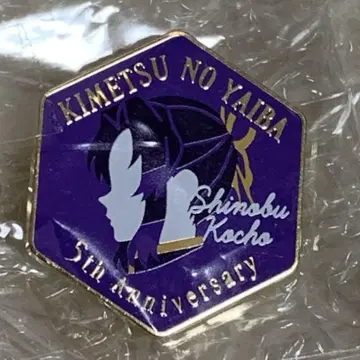 KIMETSU NO YAIBA
Shinobu
Kocho
5th Anniversary